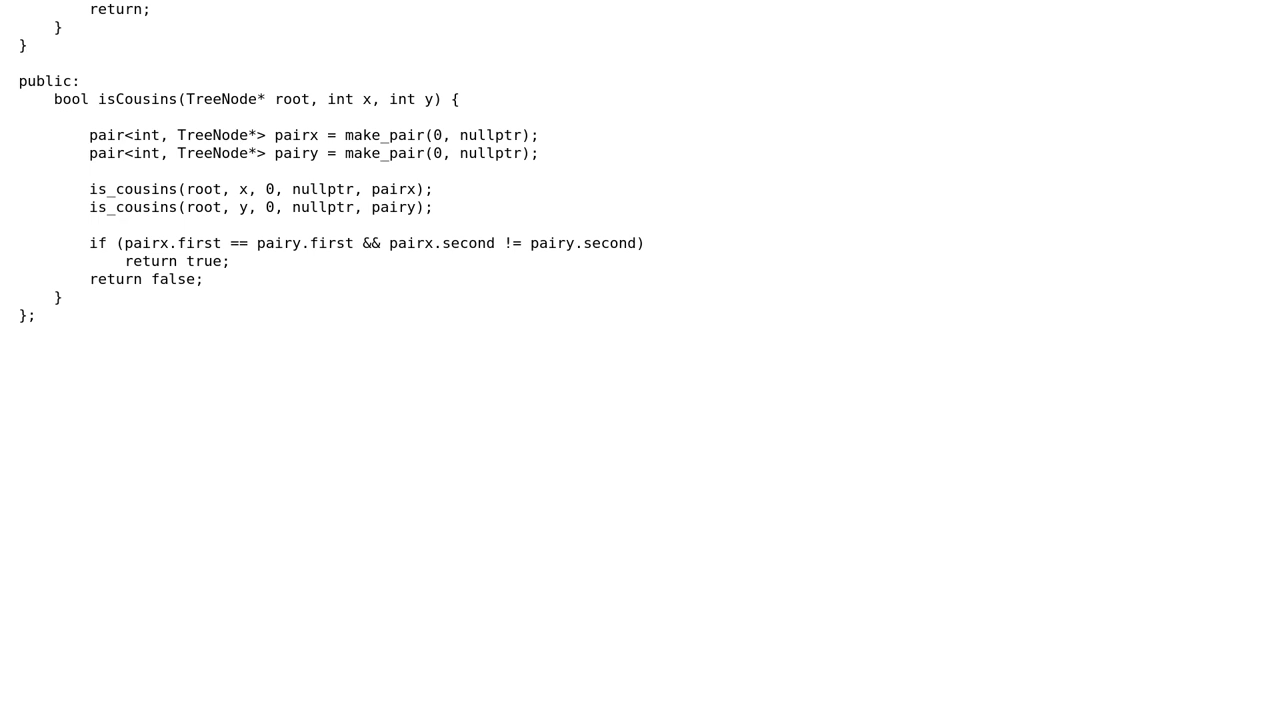 return;
    }
}

public:
    bool isCousins(TreeNode* root, int x, int y) {

        pair<int, TreeNode*> pairx = make_pair(0, nullptr);
        pair<int, TreeNode*> pairy = make_pair(0, nullptr);

        is_cousins(root, x, 0, nullptr, pairx);
        is_cousins(root, y, 0, nullptr, pairy);

        if (pairx.first == pairy.first && pairx.second != pairy.second)
            return true;
        return false;
    }
};